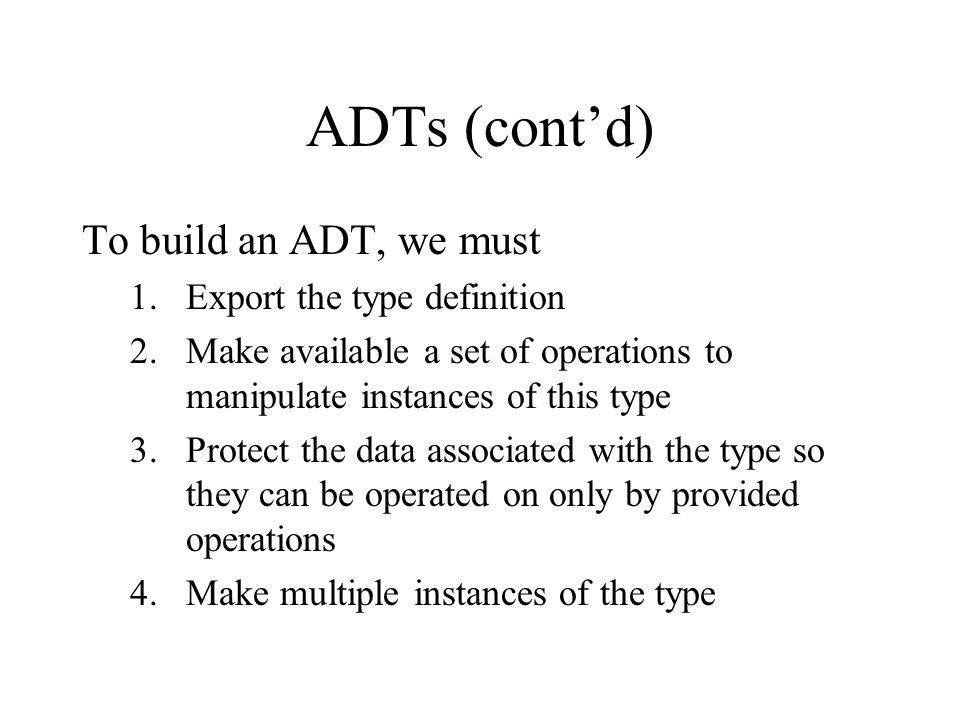 ADTs (cont’d)
To build an ADT, we must
1. Export the type definition
2. Make available a set of operations to
manipulate instances of this type
3. Protect the data associated with the type so
they can be operated on only by provided
operations
4. Make multiple instances of the type